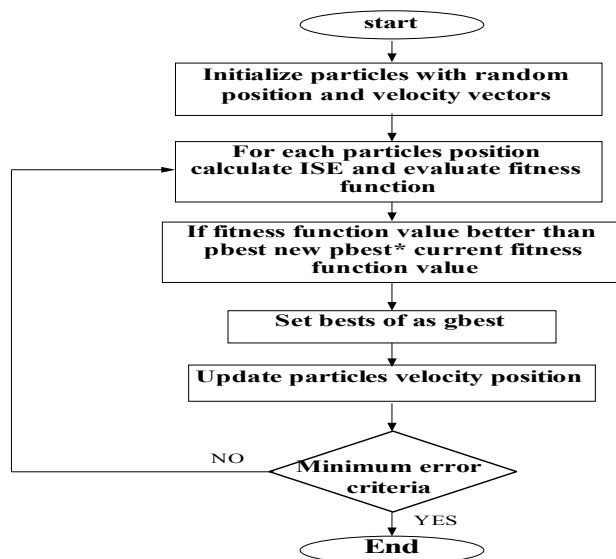 start
Initialize particles with random
position and velocity vectors
For each particles position
calculate ISE and evaluate fitness
function
If fitness function value better than
pbest new pbest* current fitness
function value
Set bests of as gbest
Update particles velocity position
Minimum error
criteria
NO
YES
End